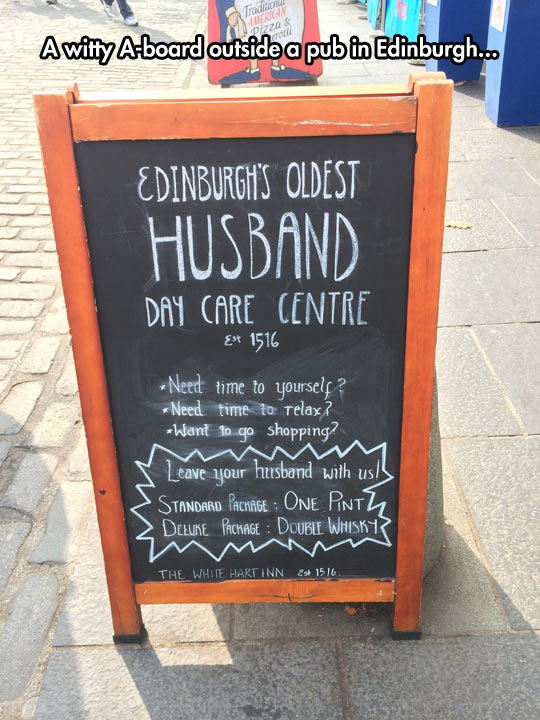 Traditional
AMERICAN
Pizza &
A witty A-board outside a pub in Edinburgh...
EDINBURGH'S OLDEST
HUSBAND
DAY CARE CENTRE
Est 1516
*Need time to yourself?
*Need time to relax?
*Want to go shopping?
Leave your husband with us!
STANDARD PACKAGE : ONE PINT
DELUXE PACKAGE : DOUBLE WHISKY
THE WHITE HART INN Est 1516.